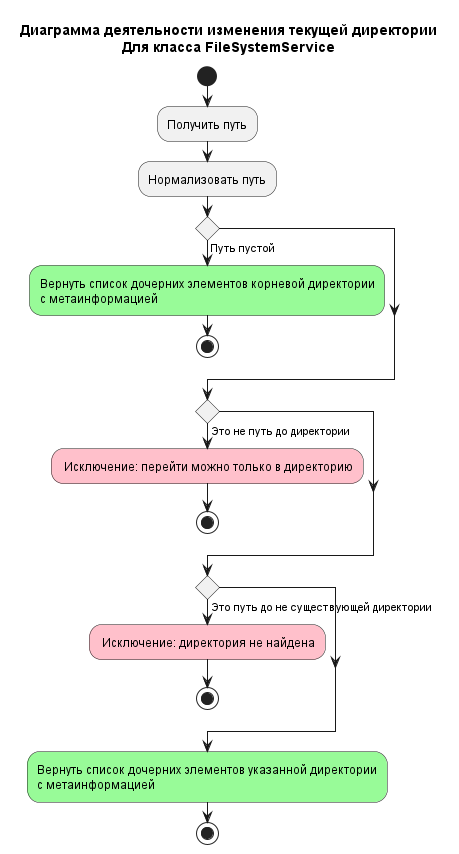 Диаграмма деятельности изменения текущей директории
Для класса FileSystemService
Получить путь
Нормализовать путь
Путь пустой
Вернуть список дочерних элементов корневой директории
с метаинформацией
Это не путь до директории
Исключение: перейти можно только в директорию
Это путь до не существующей директории
Исключение: директория не найдена
Вернуть список дочерних элементов указанной директории
с метаинформацией